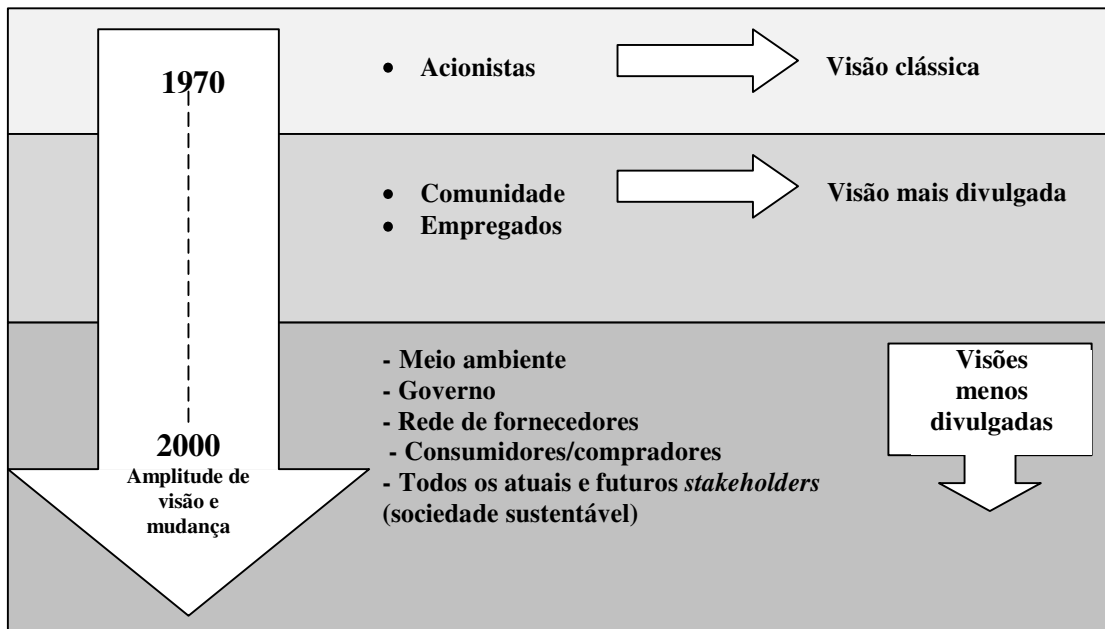 1970
• Acionistas
Visão clássica
• Comunidade
• Empregados
Visão mais divulgada
- Meio ambiente
- Governo
- Rede de fornecedores
- Consumidores/compradores
- Todos os atuais e futuros stakeholders
(sociedade sustentável)
Visões
menos
divulgadas
2000
Amplitude de
visão e
mudança